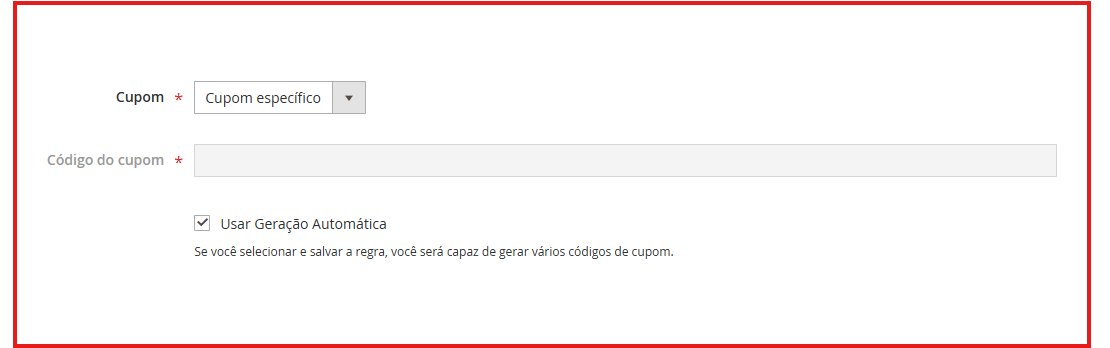 Cupom * Cupom específico
Código do cupom *
Usar Geração Automática
Se você selecionar e salvar a regra, você será capaz de gerar vários códigos de cupom.